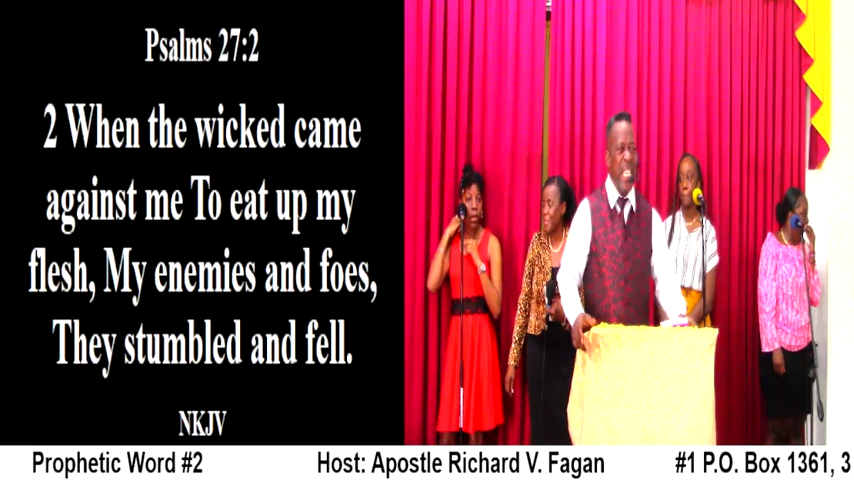 Psalms 27:2
2 When the wicked came
against me To eat up my
flesh, My enemies and foes,
They stumbled and fell.
NKJV
Prophetic Word #2 Host: Apostle Richard V. Fagan #1 P.O. Box 1361, 3